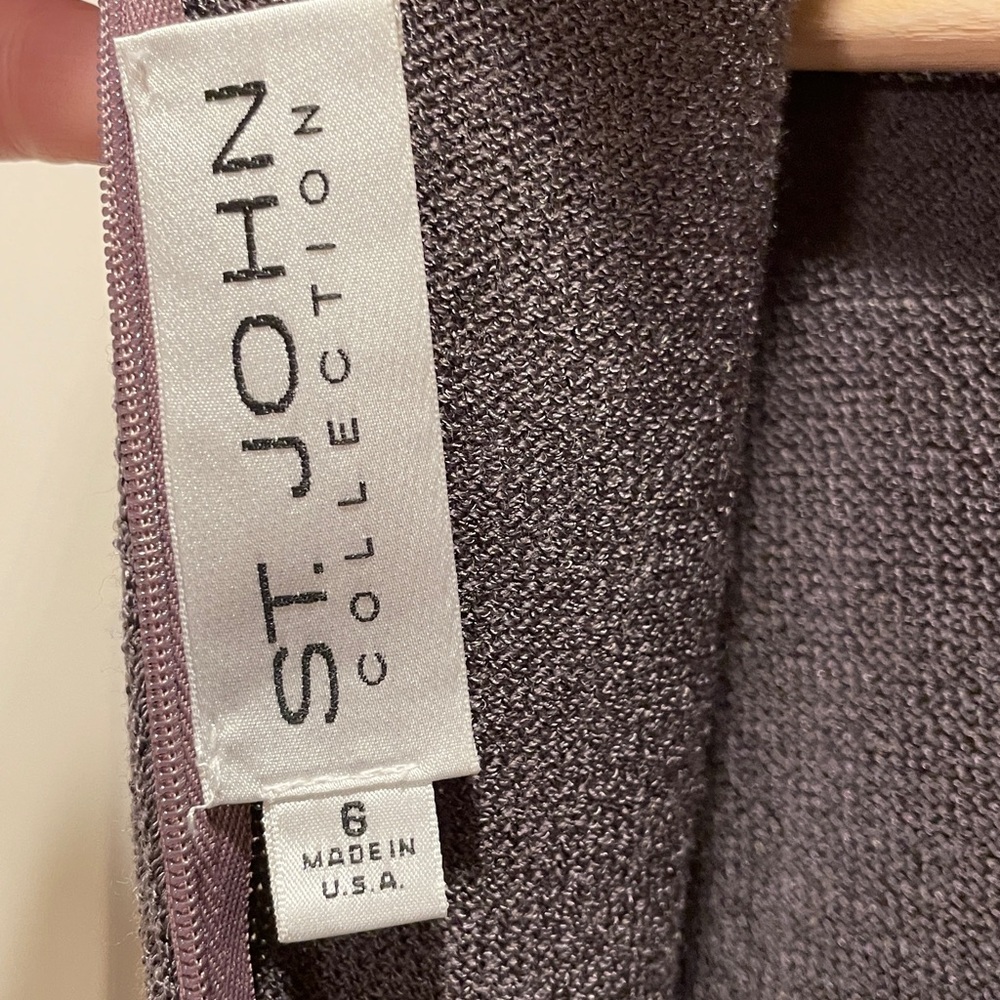 ST. JOHN
COLLECTION
6
MADE IN
U.S.A.